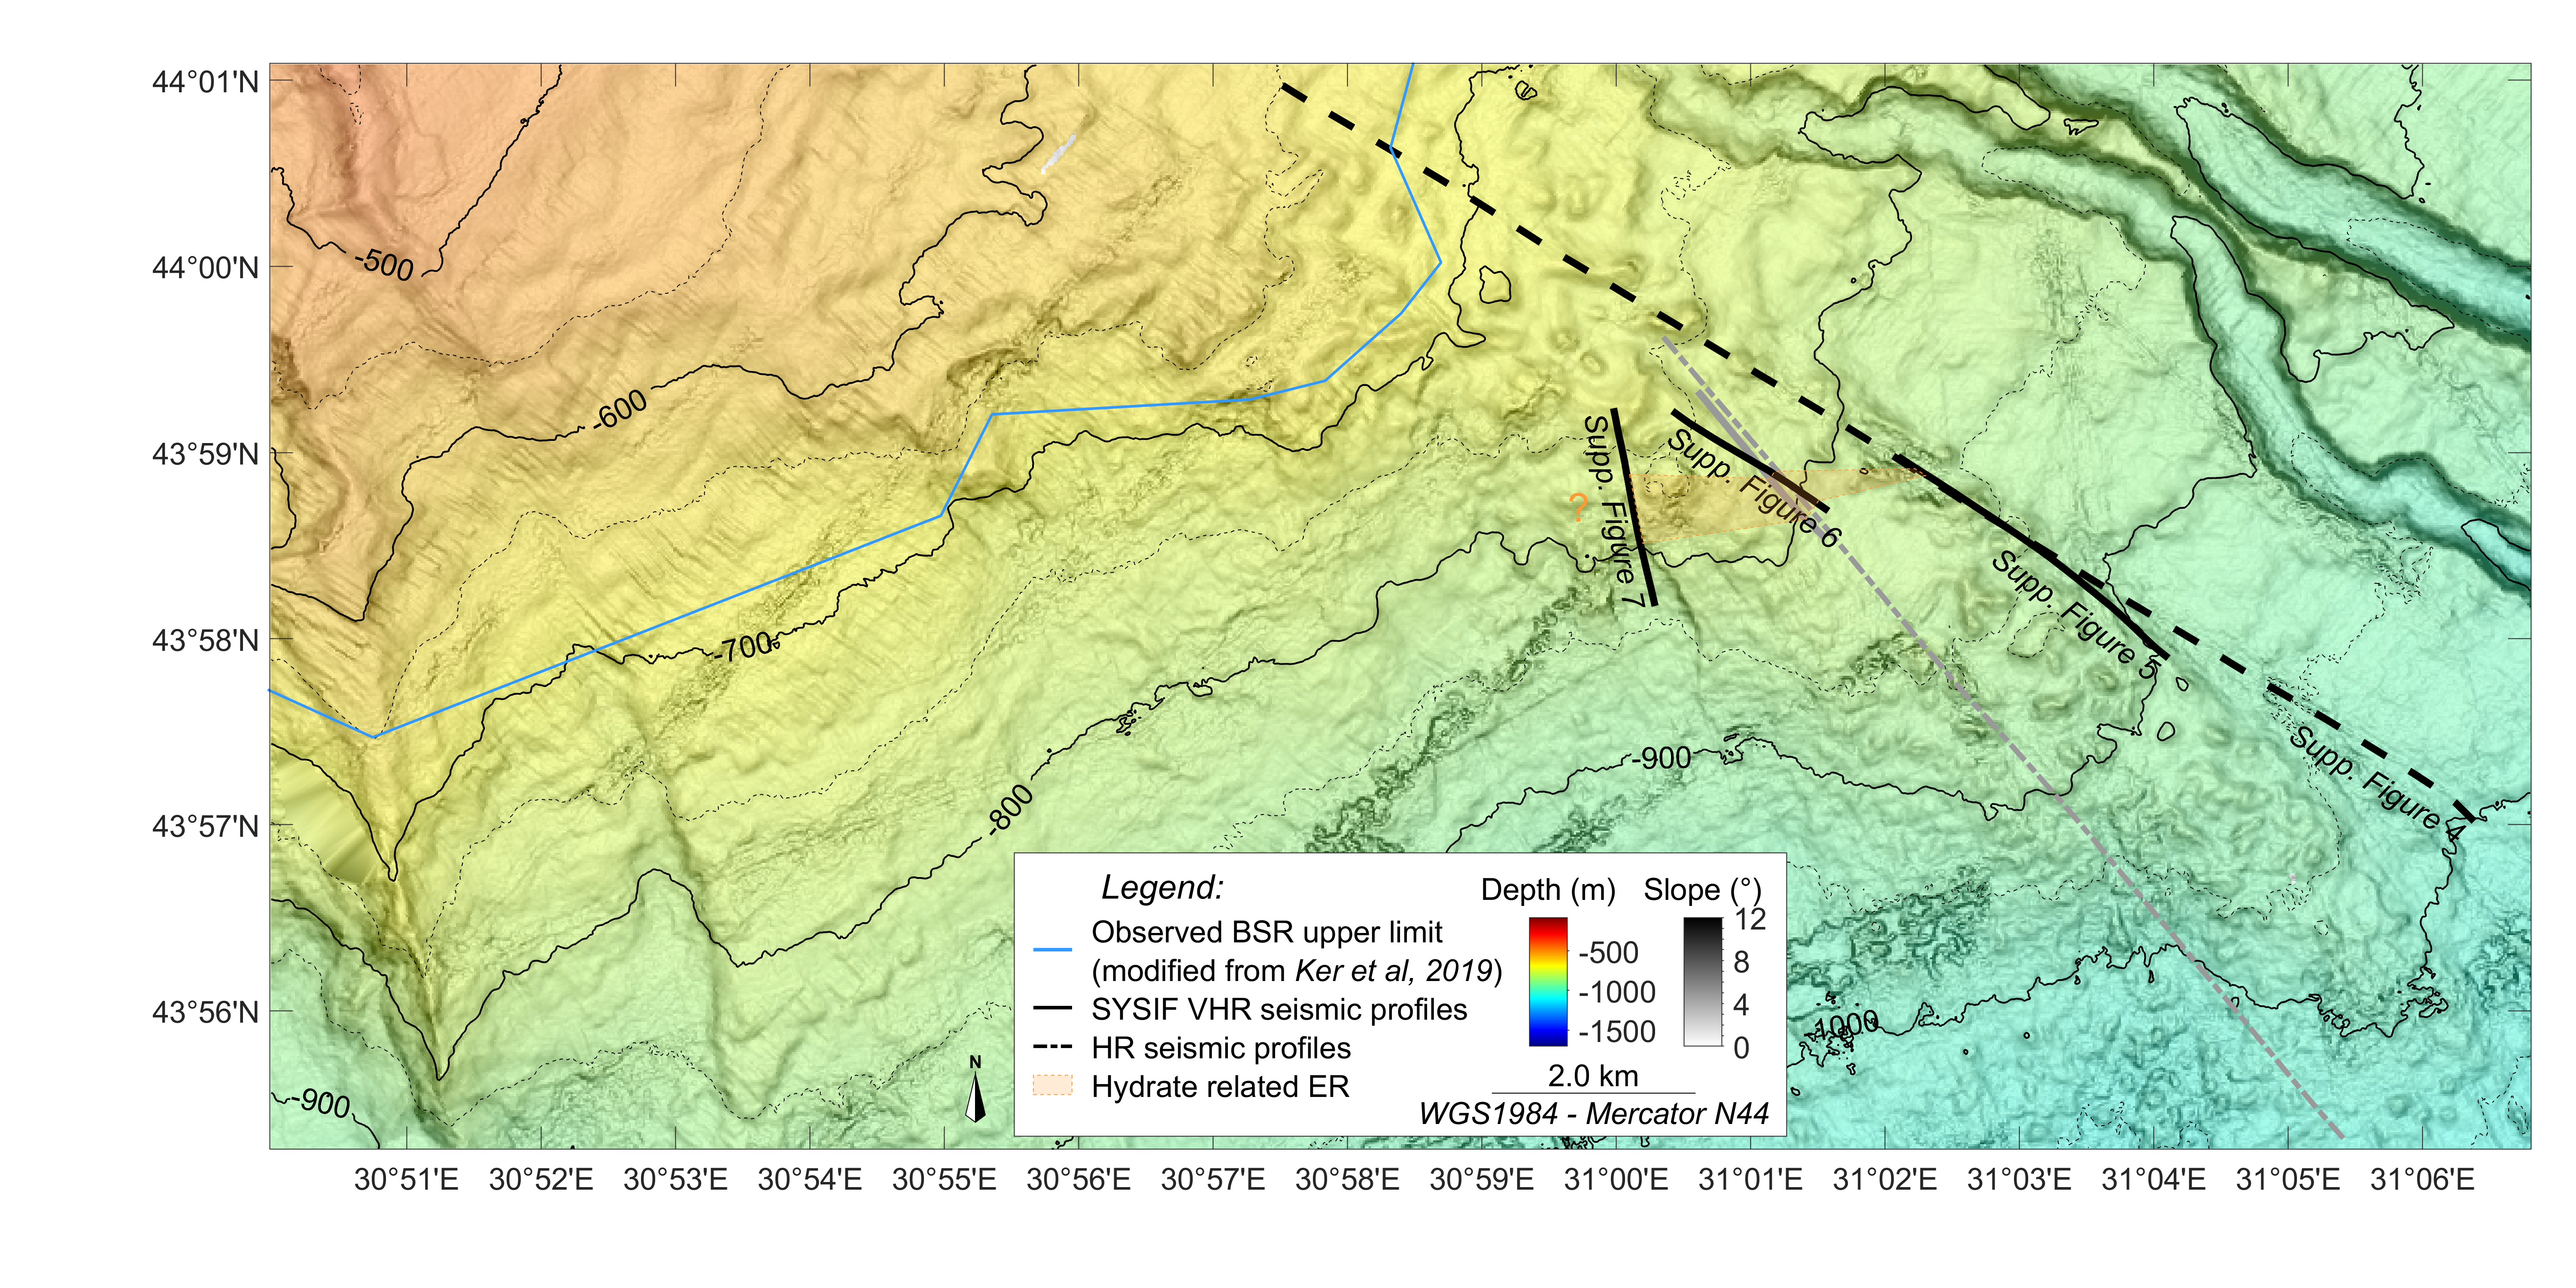 44°01'N
44°00'N
43°59'N
43°58'N
43°57'N
43°56'N
-500
-600
-700
-800
-900
-900
-1000
?
Supp. Figure 7
Supp. Figure 6
Supp. Figure 5
Supp. Figure 4
N
Legend:
Observed BSR upper limit
(modified from Ker et al, 2019)
SYSIF VHR seismic profiles
HR seismic profiles
Hydrate related ER
Depth (m)
-500
-1000
-1500
Slope (°)
12
8
4
0
2.0 km
WGS1984 - Mercator N44
30°51'E 30°52'E 30°53'E 30°54'E 30°55'E 30°56'E 30°57'E 30°58'E 30°59'E 31°00'E 31°01'E 31°02'E 31°03'E 31°04'E 31°05'E 31°06'E